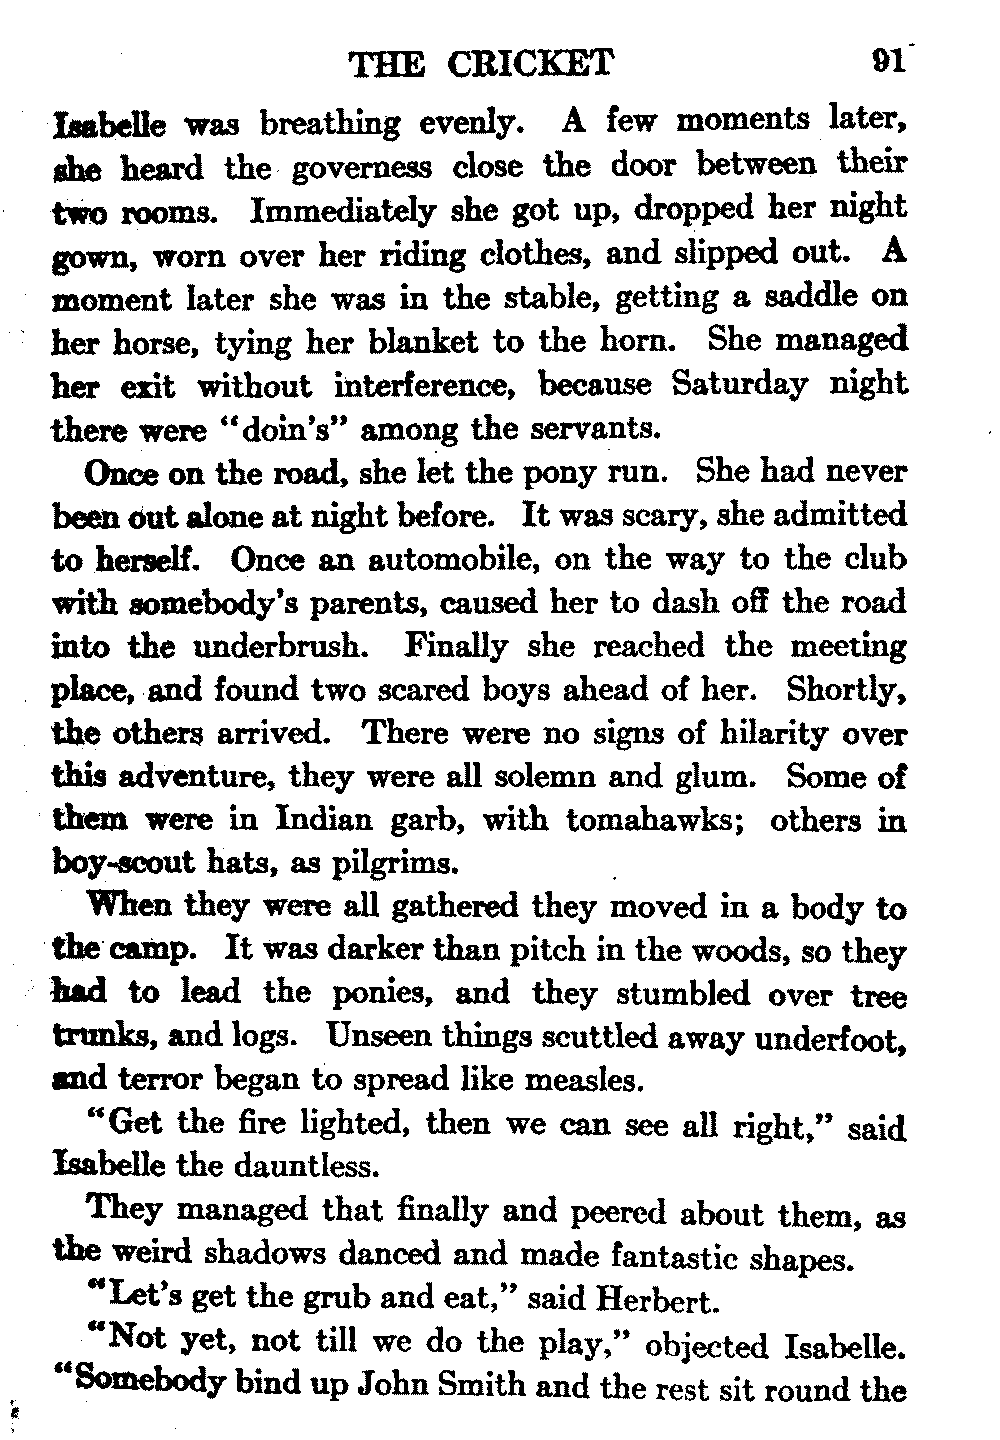 THE CRICKET 91
Isabelle was breathing evenly. A few moments later,
she heard the governess close the door between their
two rooms. Immediately she got up, dropped her night
gown, worn over her riding clothes, and slipped out. A
moment later she was in the stable, getting a saddle on
her horse, tying her blanket to the horn. She managed
her exit without interference, because Saturday night
there were "doin's" among the servants.
Once on the road, she let the pony run. She had never
been out alone at night before. It was scary, she admitted
to herself. Once an automobile, on the way to the club
with somebody's parents, caused her to dash off the road
into the underbrush. Finally she reached the meeting
place, and found two scared boys ahead of her. Shortly,
the others arrived. There were no signs of hilarity over
this adventure, they were all solemn and glum. Some of
them were in Indian garb, with tomahawks; others in
boy-scout hats, as pilgrims.
When they were all gathered they moved in a body to
the camp. It was darker than pitch in the woods, so they
had to lead the ponies, and they stumbled over tree
trunks, and logs. Unseen things scuttled away underfoot,
and terror began to spread like measles.
"Get the fire lighted, then we can see all right," said
Isabelle the dauntless.
They managed that finally and peered about them, as
the weird shadows danced and made fantastic shapes.
"Let's get the grub and eat," said Herbert.
"Not yet, not till we do the play," objected Isabelle.
"Somebody bind up John Smith and the rest sit round the